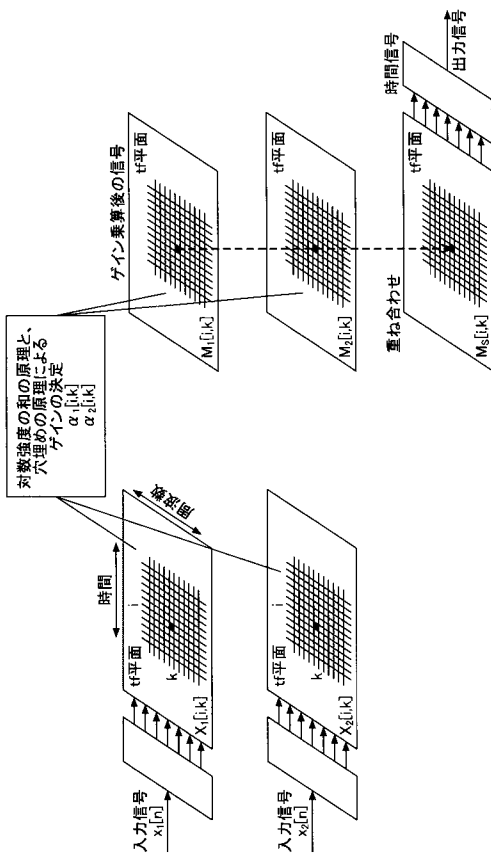 対数強度の和の原理と、
穴埋めの原理による
ゲインの決定
α₁[i,k]
α₂[i,k]
入力信号
x₁[n]
tf平面
時間
i
周波数
k
X₁[i,k]
入力信号
x₂[n]
tf平面
i
k
X₂[i,k]
ゲイン乗算後の信号
tf平面
M₁[i,k]
tf平面
M₂[i,k]
重ね合わせ
tf平面
Mₛ[i,k]
時間信号
出力信号